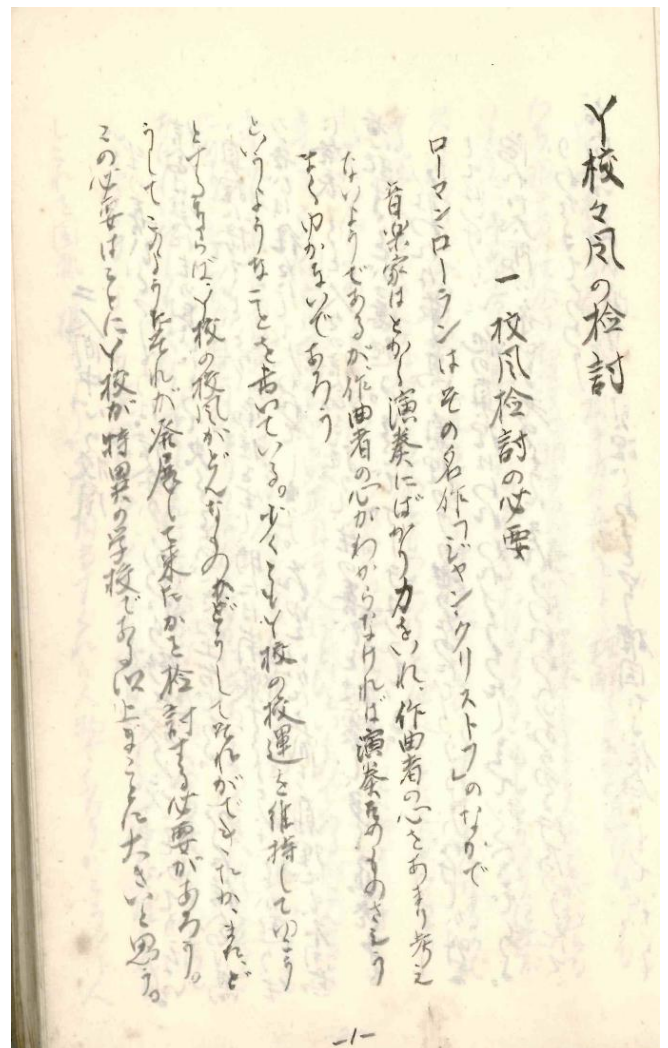 Y校々風の検討
一 校風検討の必要
ローマン・ローランはその名作「ジャン・クリストフ」のなかで
音楽家はとかく演奏にばかり力をいれ、作曲者の心をあまり考え
ないようであるが、作曲者の心がわからなければ演奏そのものさえう
まくゆかないであろう
というようなことを書いている。少くともY校の校運を維持してゆこう
とするならば、Y校の校風がどんなものかどうしてそれができたか、また、ど
うしてこのようにそれが発展して来たかを検討する必要があろう。
この必要はことにY校が特異の学校である以上まことに大きいと思う。
-1-